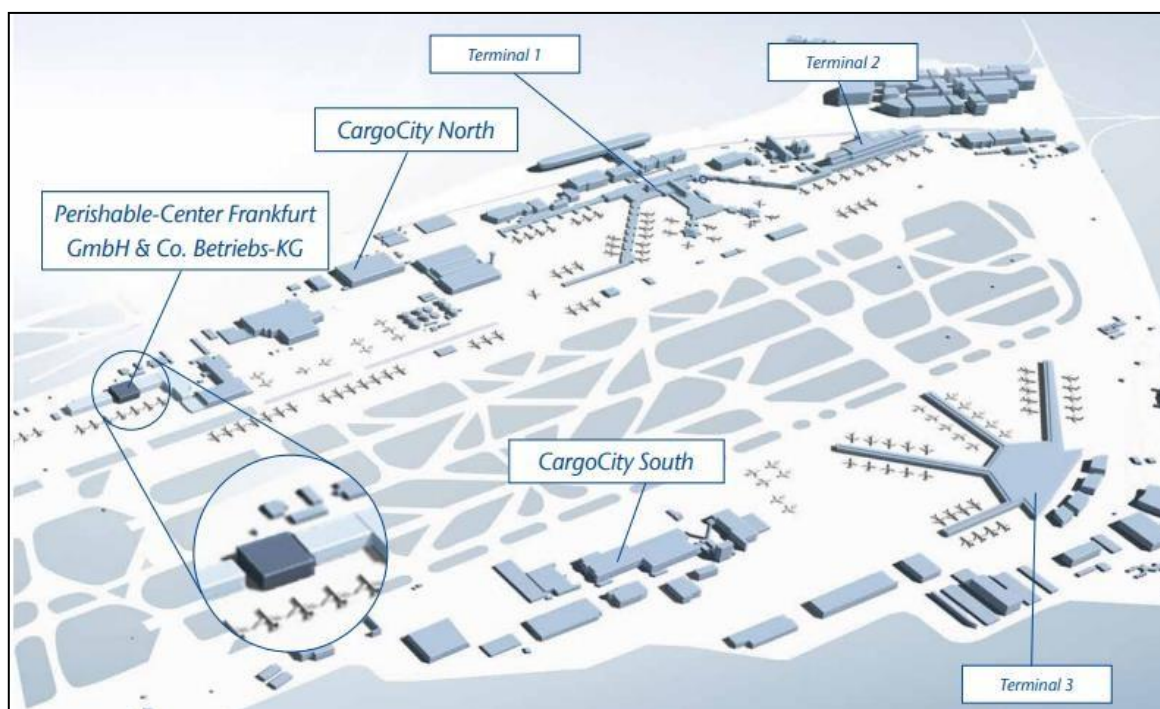 Terminal 1
Terminal 2
CargoCity North
Perishable-Center Frankfurt
GmbH & Co. Betriebs-KG
CargoCity South
Terminal 3